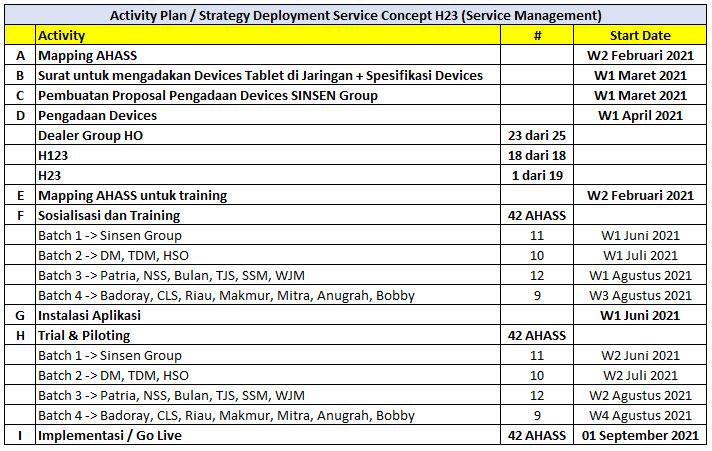 Activity Plan / Strategy Deployment Service Concept H23 (Service Management)
Activity # Start Date
A Mapping AHASS W2 Februari 2021
B Surat untuk mengadakan Devices Tablet di Jaringan + Spesifikasi Devices W1 Maret 2021
C Pembuatan Proposal Pengadaan Devices SINSEN Group W1 Maret 2021
D Pengadaan Devices W1 April 2021
Dealer Group HO 23 dari 25
H123 18 dari 18
H23 1 dari 19
E Mapping AHASS untuk training W2 Februari 2021
F Sosialisasi dan Training 42 AHASS
Batch 1 -> Sinsen Group 11 W1 Juni 2021
Batch 2 -> DM, TDM, HSO 10 W1 Juli 2021
Batch 3 -> Patria, NSS, Bulan, TJS, SSM, WJM 12 W1 Agustus 2021
Batch 4 -> Badoray, CLS, Riau, Makmur, Mitra, Anugrah, Bobby 9 W3 Agustus 2021
G Instalasi Aplikasi W1 Juni 2021
H Trial & Piloting 42 AHASS
Batch 1 -> Sinsen Group 11 W2 Juni 2021
Batch 2 -> DM, TDM, HSO 10 W2 Juli 2021
Batch 3 -> Patria, NSS, Bulan, TJS, SSM, WJM 12 W2 Agustus 2021
Batch 4 -> Badoray, CLS, Riau, Makmur, Mitra, Anugrah, Bobby 9 W4 Agustus 2021
I Implementasi / Go Live 42 AHASS 01 September 2021